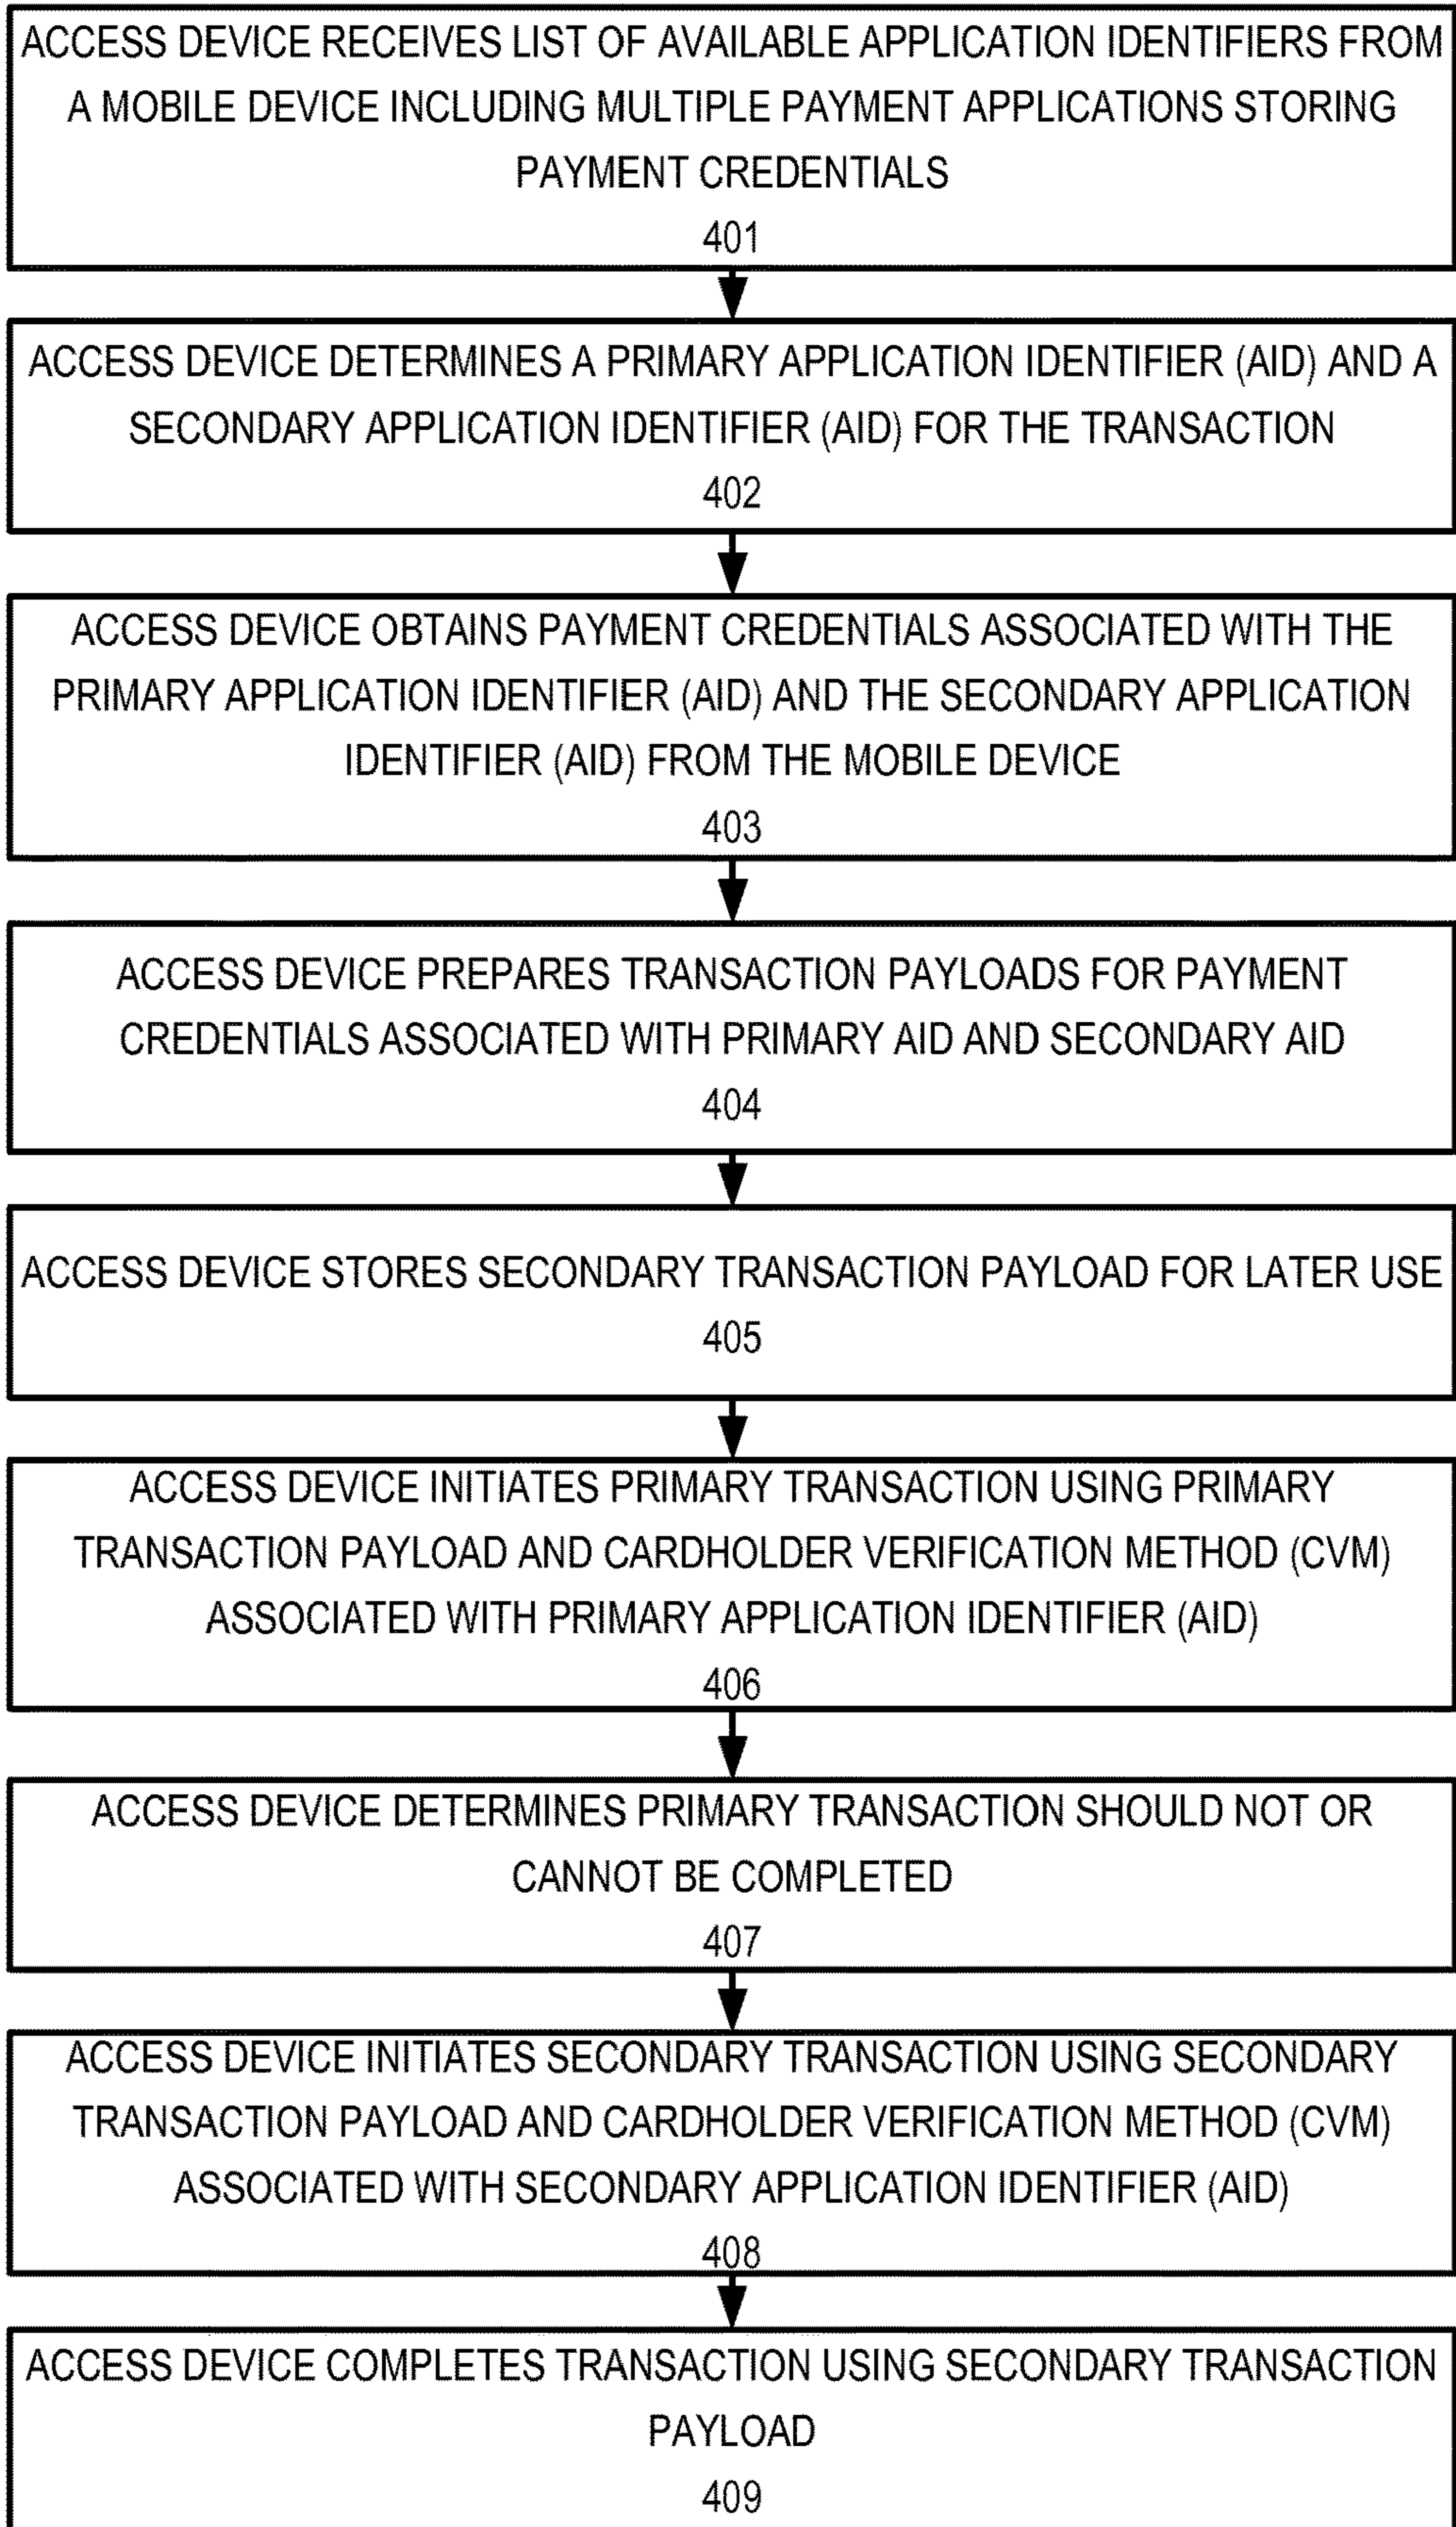 ACCESS DEVICE RECEIVES LIST OF AVAILABLE APPLICATION IDENTIFIERS FROM
A MOBILE DEVICE INCLUDING MULTIPLE PAYMENT APPLICATIONS STORING
PAYMENT CREDENTIALS
401
ACCESS DEVICE DETERMINES A PRIMARY APPLICATION IDENTIFIER (AID) AND A
SECONDARY APPLICATION IDENTIFIER (AID) FOR THE TRANSACTION
402
ACCESS DEVICE OBTAINS PAYMENT CREDENTIALS ASSOCIATED WITH THE
PRIMARY APPLICATION IDENTIFIER (AID) AND THE SECONDARY APPLICATION
IDENTIFIER (AID) FROM THE MOBILE DEVICE
403
ACCESS DEVICE PREPARES TRANSACTION PAYLOADS FOR PAYMENT
CREDENTIALS ASSOCIATED WITH PRIMARY AID AND SECONDARY AID
404
ACCESS DEVICE STORES SECONDARY TRANSACTION PAYLOAD FOR LATER USE
405
ACCESS DEVICE INITIATES PRIMARY TRANSACTION USING PRIMARY
TRANSACTION PAYLOAD AND CARDHOLDER VERIFICATION METHOD (CVM)
ASSOCIATED WITH PRIMARY APPLICATION IDENTIFIER (AID)
406
ACCESS DEVICE DETERMINES PRIMARY TRANSACTION SHOULD NOT OR
CANNOT BE COMPLETED
407
ACCESS DEVICE INITIATES SECONDARY TRANSACTION USING SECONDARY
TRANSACTION PAYLOAD AND CARDHOLDER VERIFICATION METHOD (CVM)
ASSOCIATED WITH SECONDARY APPLICATION IDENTIFIER (AID)
408
ACCESS DEVICE COMPLETES TRANSACTION USING SECONDARY TRANSACTION
PAYLOAD
409